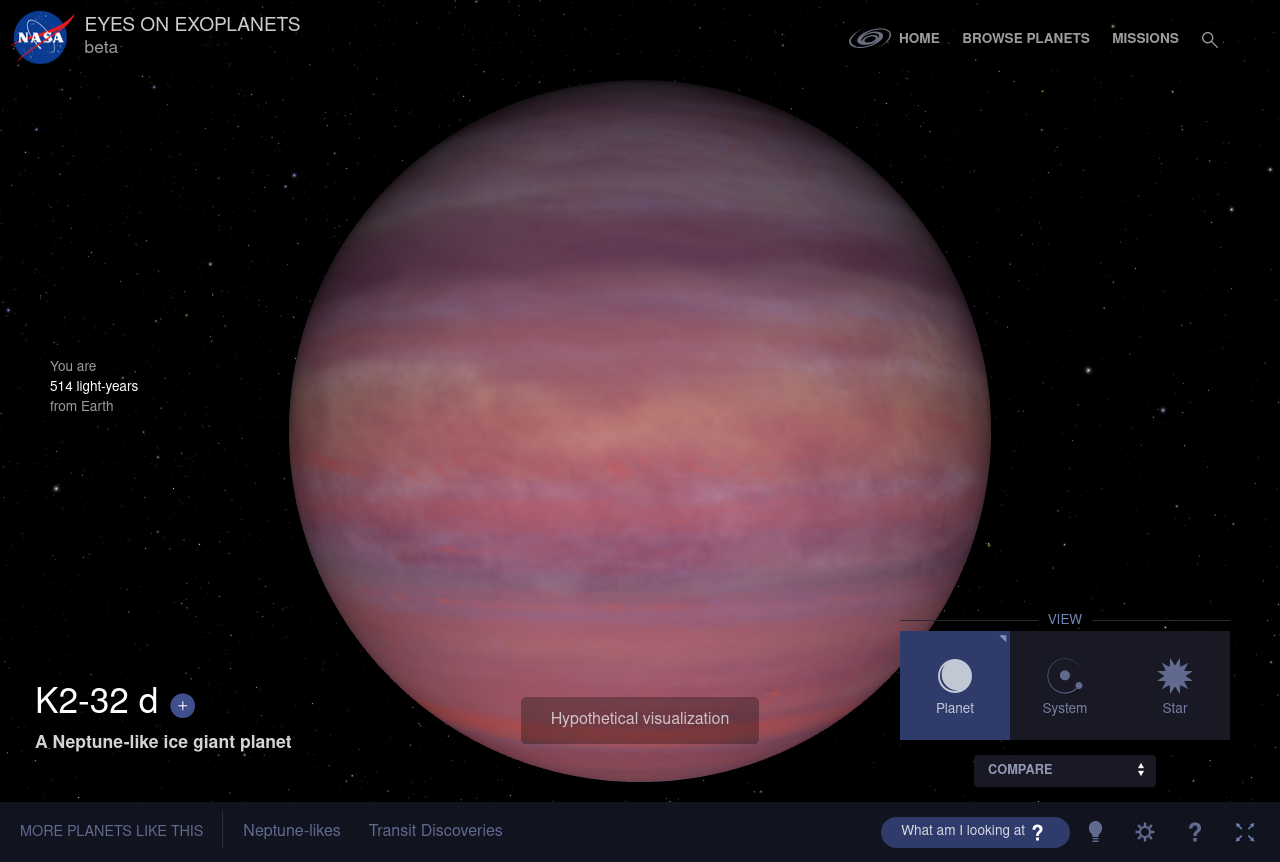 NASA
EYES ON EXOPLANETS
beta
HOME
BROWSE PLANETS
MISSIONS
You are
514 light-years
from Earth
VIEW
Planet
System
Star
K2-32 d +
A Neptune-like ice giant planet
Hypothetical visualization
COMPARE
MORE PLANETS LIKE THIS
Neptune-likes
Transit Discoveries
What am I looking at ?
?